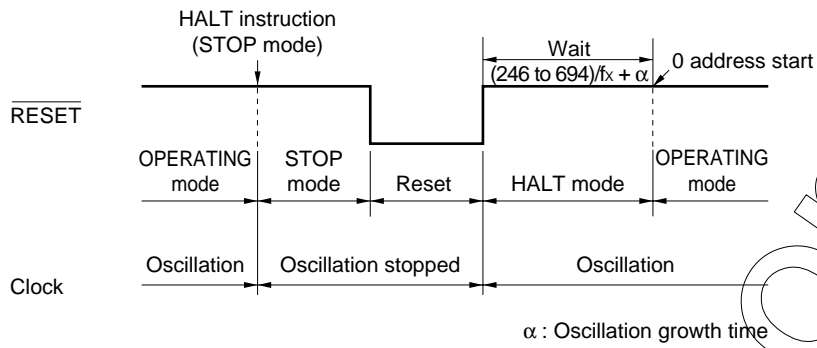 HALT instruction
(STOP mode)
Wait
(246 to 694)/fx + α
0 address start
RESET
OPERATING mode
STOP mode
Reset
HALT mode
OPERATING mode
Clock
Oscillation
Oscillation stopped
Oscillation
α : Oscillation growth time